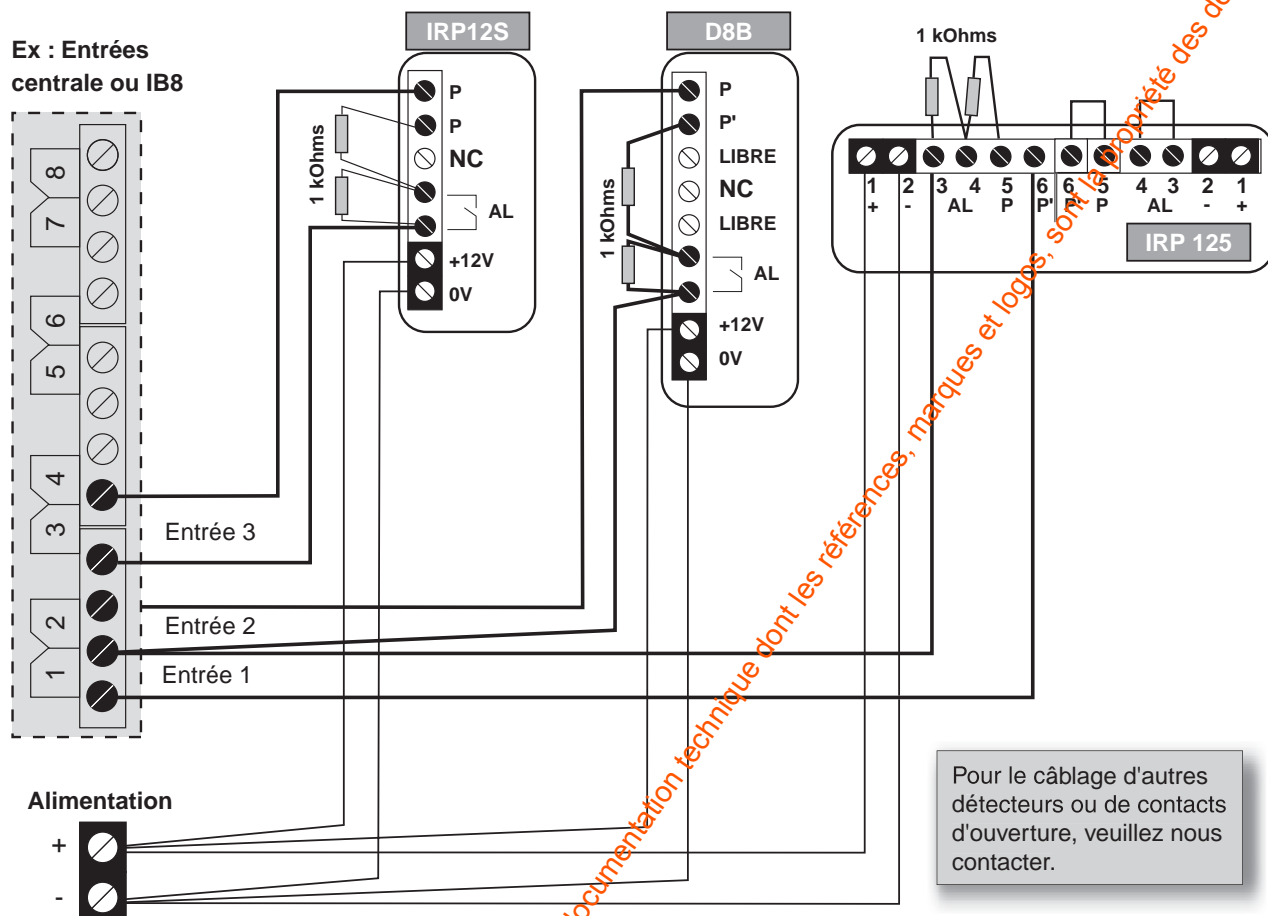 Ex : Entrées
centrale ou IB8
8
7
6
5
4
3
2
1
Entrée 3
Entrée 2
Entrée 1
Alimentation
+
-
IRP12S
P
P
NC
AL
+12V
0V
1 kOhms
D8B
P
P'
LIBRE
NC
LIBRE
AL
+12V
0V
1 kOhms
1 kOhms
1 2 3 4 5 6 6 5 4 3 2 1
+ - AL P P' P' P AL - +
IRP 125
Pour le câblage d'autres
détecteurs ou de contacts
d'ouverture, veuillez nous
contacter.
documentation technique dont les références, marques et logos, sont la propriété des